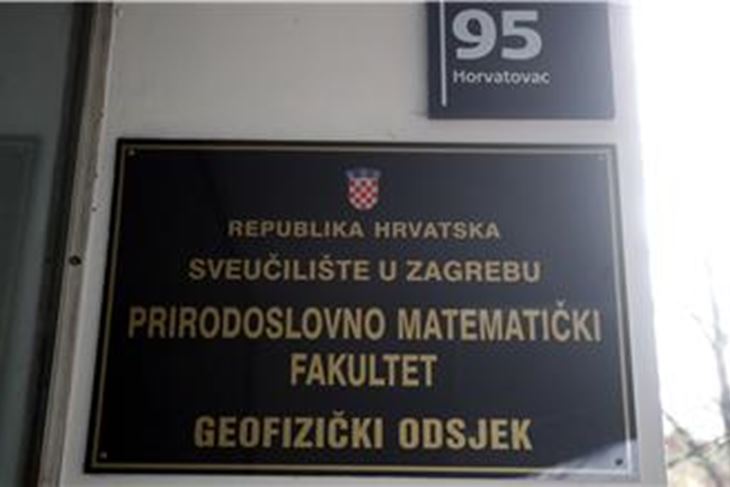 95
Horvatovac
REPUBLIKA HRVATSKA
SVEUČILIŠTE U ZAGREBU
PRIRODOSLOVNO MATEMATIČKI
FAKULTET
GEOFIZIČKI ODSJEK